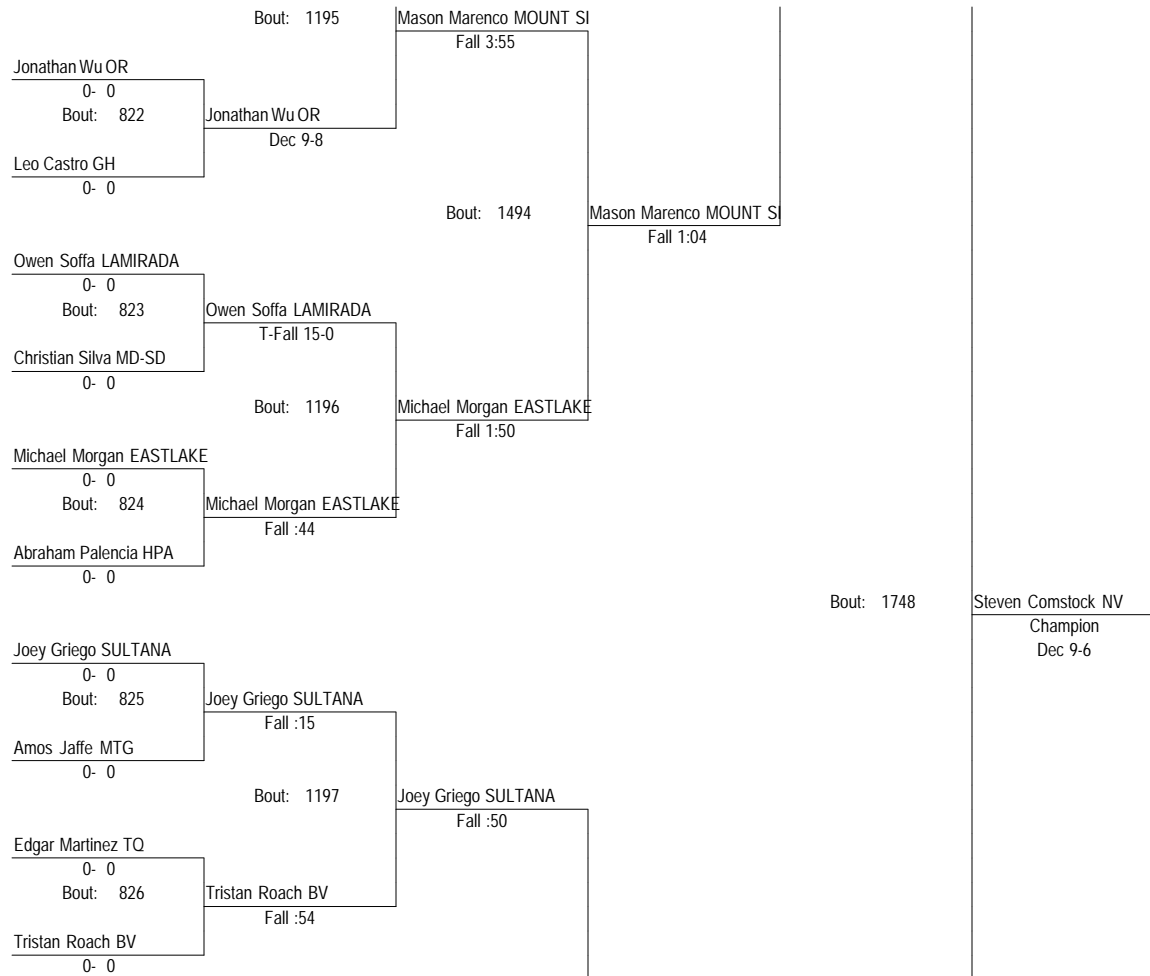 Bout: 1195 Mason Marenco MOUNT SI
Fall 3:55
Jonathan Wu OR
0- 0
Bout: 822 Jonathan Wu OR
Dec 9-8
Leo Castro GH
0- 0
Bout: 1494 Mason Marenco MOUNT SI
Fall 1:04
Owen Soffa LAMIRADA
0- 0
Bout: 823 Owen Soffa LAMIRADA
T-Fall 15-0
Christian Silva MD-SD
0- 0
Bout: 1196 Michael Morgan EASTLAKE
Fall 1:50
Michael Morgan EASTLAKE
0- 0
Bout: 824 Michael Morgan EASTLAKE
Fall :44
Abraham Palencia HPA
0- 0
Bout: 1748 Steven Comstock NV
Champion
Dec 9-6
Joey Griego SULTANA
0- 0
Bout: 825 Joey Griego SULTANA
Fall :15
Amos Jaffe MTG
0- 0
Bout: 1197 Joey Griego SULTANA
Fall :50
Edgar Martinez TQ
0- 0
Bout: 826 Tristan Roach BV
Fall :54
Tristan Roach BV
0- 0